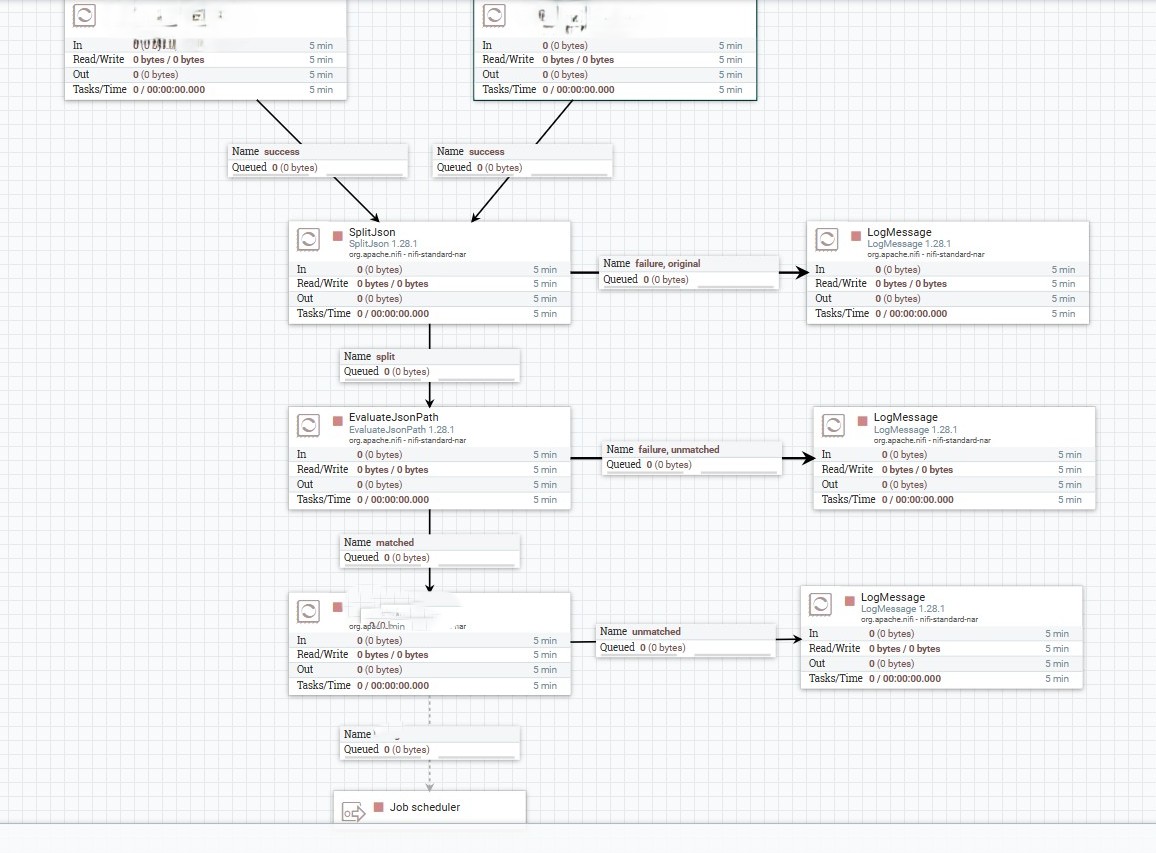 In 5 min
Read/Write 0 bytes / 0 bytes 5 min
Out 0 (0 bytes) 5 min
Tasks/Time 0 / 00:00:00.000 5 min
In 0 (0 bytes) 5 min
Read/Write 0 bytes / 0 bytes 5 min
Out 0 (0 bytes) 5 min
Tasks/Time 0 / 00:00:00.000 5 min
Name success
Queued 0 (0 bytes)
Name success
Queued 0 (0 bytes)
SplitJson
SplitJson 1.28.1
org.apache.nifi - nifi-standard-nar
In 0 (0 bytes) 5 min
Read/Write 0 bytes / 0 bytes 5 min
Out 0 (0 bytes) 5 min
Tasks/Time 0 / 00:00:00.000 5 min
Name failure, original
Queued 0 (0 bytes)
LogMessage
LogMessage 1.28.1
org.apache.nifi - nifi-standard-nar
In 0 (0 bytes) 5 min
Read/Write 0 bytes / 0 bytes 5 min
Out 0 (0 bytes) 5 min
Tasks/Time 0 / 00:00:00.000 5 min
Name split
Queued 0 (0 bytes)
EvaluateJsonPath
EvaluateJsonPath 1.28.1
org.apache.nifi - nifi-standard-nar
In 0 (0 bytes) 5 min
Read/Write 0 bytes / 0 bytes 5 min
Out 0 (0 bytes) 5 min
Tasks/Time 0 / 00:00:00.000 5 min
Name failure, unmatched
Queued 0 (0 bytes)
LogMessage
LogMessage 1.28.1
org.apache.nifi - nifi-standard-nar
In 0 (0 bytes) 5 min
Read/Write 0 bytes / 0 bytes 5 min
Out 0 (0 bytes) 5 min
Tasks/Time 0 / 00:00:00.000 5 min
Name matched
Queued 0 (0 bytes)
In 0 (0 bytes) 5 min
Read/Write 0 bytes / 0 bytes 5 min
Out 0 (0 bytes) 5 min
Tasks/Time 0 / 00:00:00.000 5 min
Name unmatched
Queued 0 (0 bytes)
LogMessage
LogMessage 1.28.1
org.apache.nifi - nifi-standard-nar
In 0 (0 bytes) 5 min
Read/Write 0 bytes / 0 bytes 5 min
Out 0 (0 bytes) 5 min
Tasks/Time 0 / 00:00:00.000 5 min
Name
Queued 0 (0 bytes)
Job scheduler